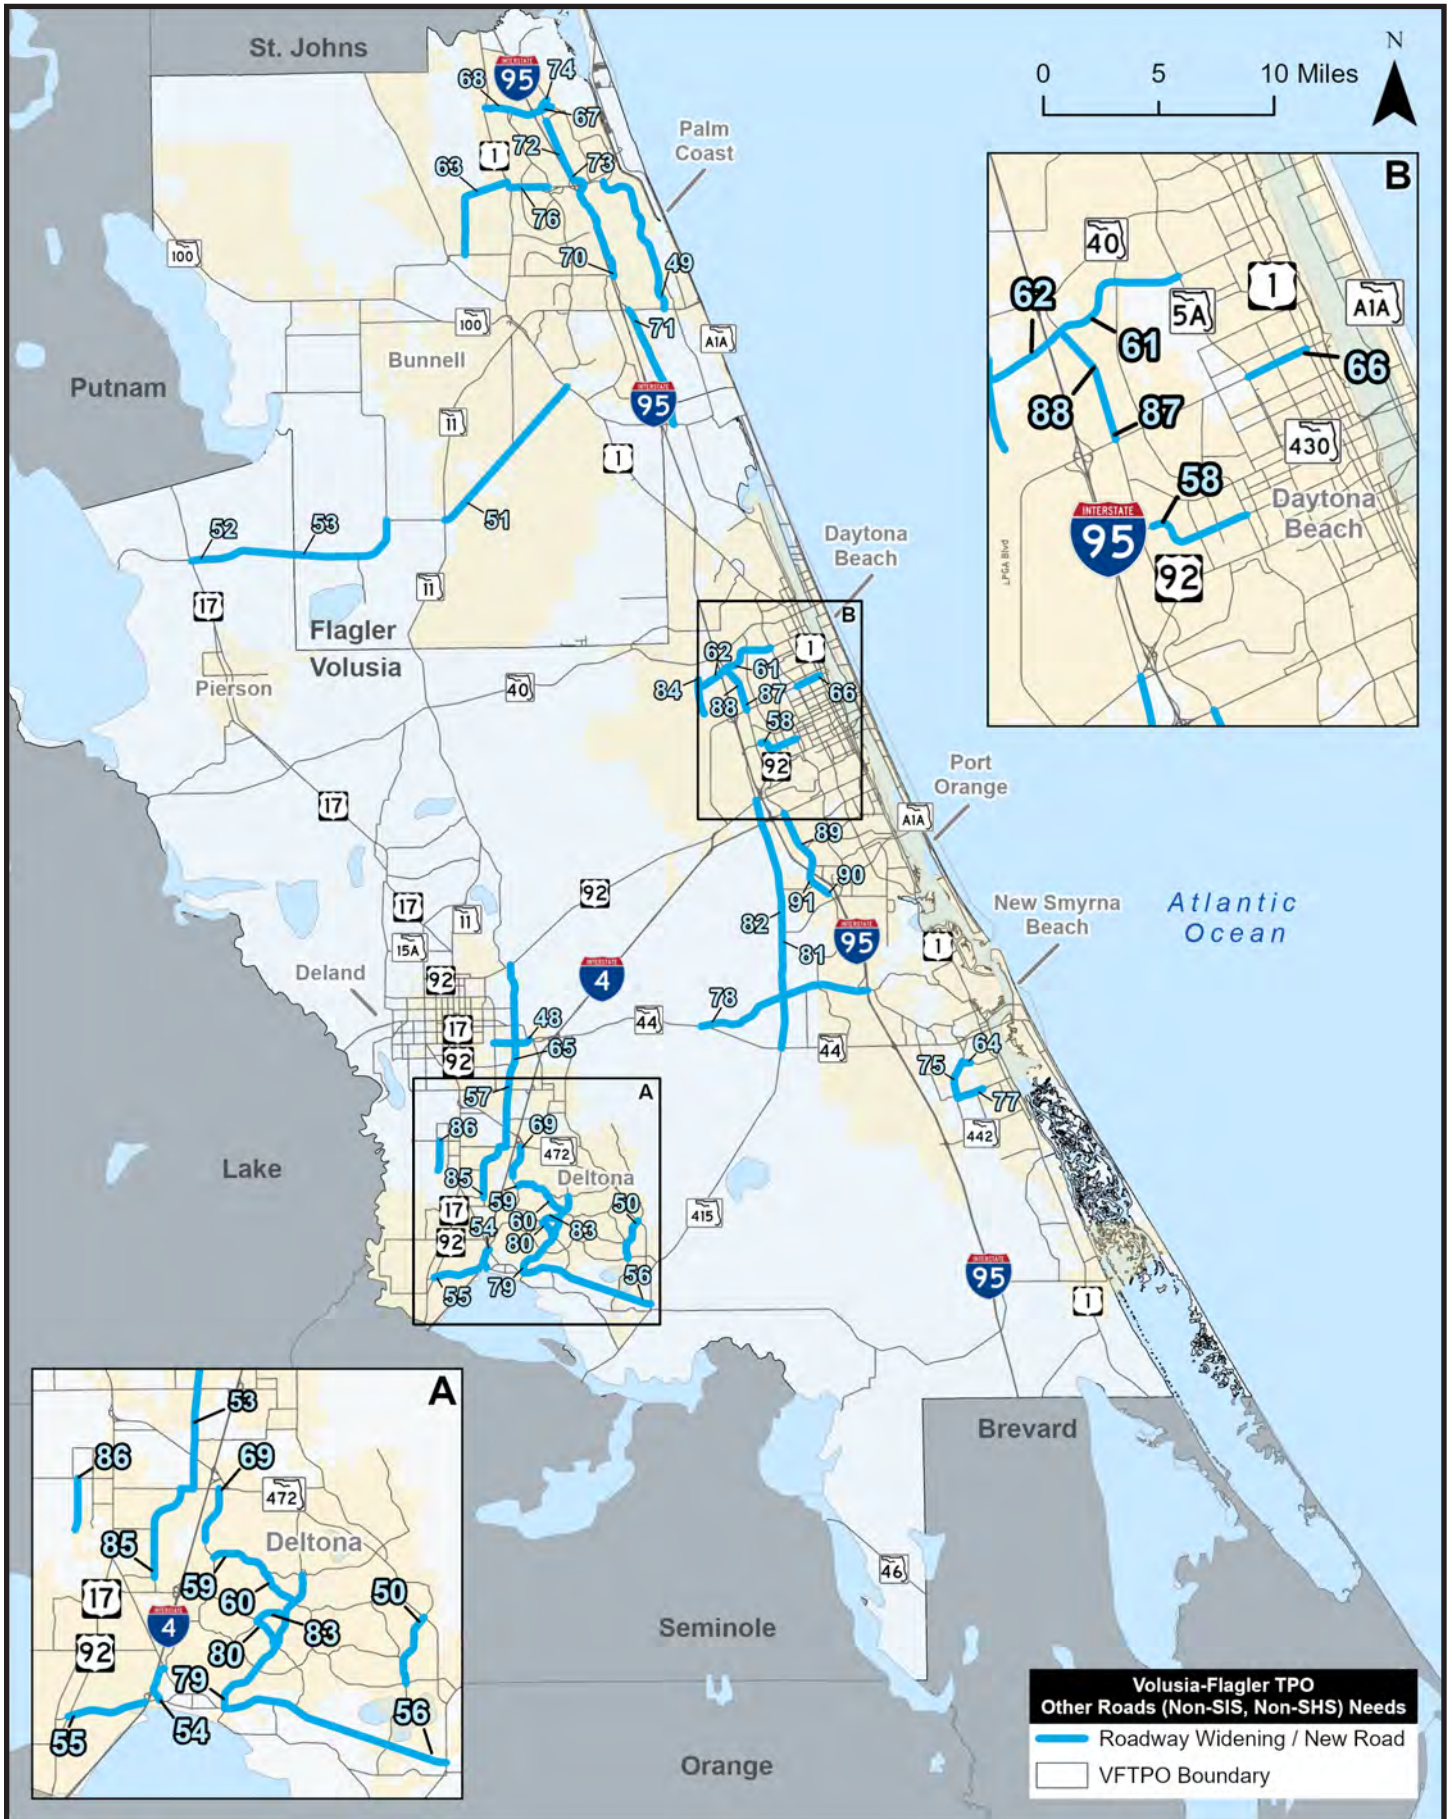 St. Johns
INTERSTATE
95
74
68
67
72
73
1
63
76
70
49
100
71
100
A1A
Palm
Coast
0 5 10 Miles
N
Bunnell
Putnam
INTERSTATE
95
11
1
51
52
53
11
17
Flagler
Volusia
Pierson
40
17
Daytona
Beach
B
62
1
61
84
87
66
88
58
92
Port
Orange
A1A
89
90
91
82
INTERSTATE
95
81
New Smyrna
Beach
1
Atlantic
Ocean
92
17
11
15A
92
Deland
INTERSTATE
4
78
44
44
48
17
65
92
57
64
75
77
442
A
86
69
472
85
Deltona
59
50
17
54
60
83
92
80
56
79
55
415
INTERSTATE
95
1
Lake
Brevard
46
Seminole
Orange
B
40
62
1
5A
A1A
61
66
88
87
430
58
Daytona
Beach
INTERSTATE
95
92
LPGA Blvd
A
53
86
69
472
85
Deltona
59
17
60
50
INTERSTATE
4
83
92
80
79
56
54
55
Volusia-Flagler TPO
Other Roads (Non-SIS, Non-SHS) Needs
Roadway Widening / New Road
VFTPO Boundary